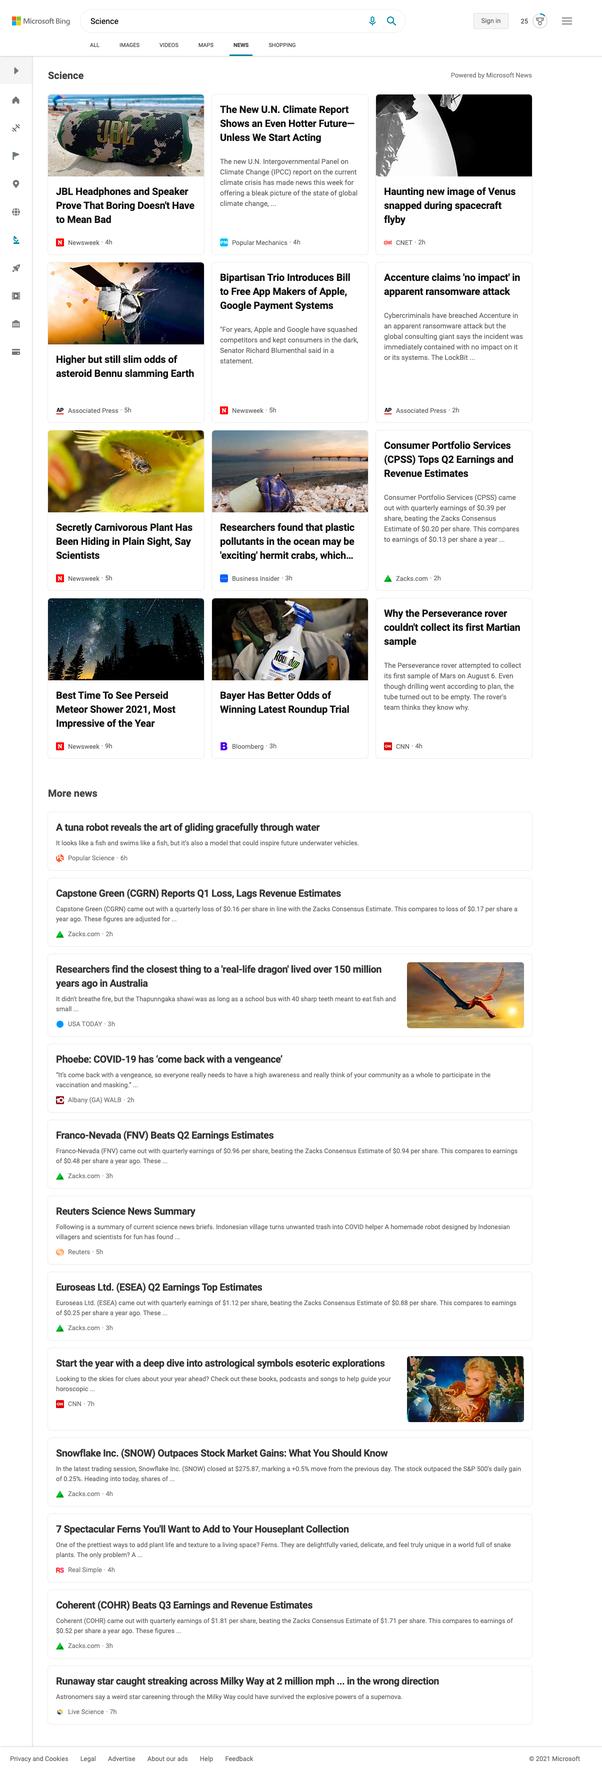 Microsoft Bing
Science
Sign in
25
ALL
IMAGES
VIDEOS
MAPS
NEWS
SHOPPING
Science
Powered by Microsoft News
JBL
JBL Headphones and Speaker
Prove That Boring Doesn't Have
to Mean Bad
Newsweek · 4h
The New U.N. Climate Report
Shows an Even Hotter Future—
Unless We Start Acting
The new U.N. Intergovernmental Panel on
Climate Change (IPCC) report on the current
climate crisis has made news this week for
offering a bleak picture of the state of global
climate change, ...
Popular Mechanics · 4h
Haunting new image of Venus
snapped during spacecraft
flyby
CNET · 2h
Higher but still slim odds of
asteroid Bennu slamming Earth
AP Associated Press · 5h
Bipartisan Trio Introduces Bill
to Free App Makers of Apple,
Google Payment Systems
"For years, Apple and Google have squashed
competitors and kept consumers in the dark,
Senator Richard Blumenthal said in a
statement.
Newsweek · 5h
Accenture claims 'no impact' in
apparent ransomware attack
Cybercriminals have breached Accenture in
an apparent ransomware attack but the
global consulting giant says the incident was
immediately contained with no impact on it
or its systems. The LockBit ...
AP Associated Press · 2h
Secretly Carnivorous Plant Has
Been Hiding in Plain Sight, Say
Scientists
Newsweek · 5h
Researchers found that plastic
pollutants in the ocean may be
'exciting' hermit crabs, which...
Business Insider · 3h
Consumer Portfolio Services
(CPSS) Tops Q2 Earnings and
Revenue Estimates
Consumer Portfolio Services (CPSS) came
out with quarterly earnings of $0.39 per
share, beating the Zacks Consensus
Estimate of $0.20 per share. This compares
to earnings of $0.13 per share a year ...
Zacks.com · 2h
Best Time To See Perseid
Meteor Shower 2021, Most
Impressive of the Year
Newsweek · 9h
Roundup
Bayer Has Better Odds of
Winning Latest Roundup Trial
B Bloomberg · 3h
Why the Perseverance rover
couldn't collect its first Martian
sample
The Perseverance rover attempted to collect
its first sample of Mars on August 6. Even
though drilling went according to plan, the
tube turned out to be empty. The rover's
team thinks they know why.
CNN · 4h
More news
A tuna robot reveals the art of gliding gracefully through water
It looks like a fish and swims like a fish, but it's also a model that could inspire future underwater vehicles.
Popular Science · 6h
Capstone Green (CGRN) Reports Q1 Loss, Lags Revenue Estimates
Capstone Green (CGRN) came out with a quarterly loss of $0.16 per share in line with the Zacks Consensus Estimate. This compares to loss of $0.17 per share a
year ago. These figures are adjusted for ...
Zacks.com · 2h
Researchers find the closest thing to a 'real-life dragon' lived over 150 million
years ago in Australia
It didn't breathe fire, but the Thapunngaka shawi was as long as a school bus with 40 sharp teeth meant to eat fish and
small ...
USA TODAY · 3h
Phoebe: COVID-19 has 'come back with a vengeance'
"It's come back with a vengeance, so everyone really needs to have a high awareness and really think of your community as a whole to participate in the
vaccination and masking." ...
Albany (GA) WALB · 2h
Franco-Nevada (FNV) Beats Q2 Earnings Estimates
Franco-Nevada (FNV) came out with quarterly earnings of $0.96 per share, beating the Zacks Consensus Estimate of $0.94 per share. This compares to earnings
of $0.48 per share a year ago. These ...
Zacks.com · 3h
Reuters Science News Summary
Following is a summary of current science news briefs. Indonesian village turns unwanted trash into COVID helper A homemade robot designed by Indonesian
villagers and scientists for fun has found ...
Reuters · 5h
Euroseas Ltd. (ESEA) Q2 Earnings Top Estimates
Euroseas Ltd. (ESEA) came out with quarterly earnings of $1.12 per share, beating the Zacks Consensus Estimate of $0.88 per share. This compares to earnings
of $0.25 per share a year ago. These ...
Zacks.com · 3h
Start the year with a deep dive into astrological symbols esoteric explorations
Looking to the skies for clues about your year ahead? Check out these books, podcasts and songs to help guide your
horoscopic ...
CNN · 7h
Snowflake Inc. (SNOW) Outpaces Stock Market Gains: What You Should Know
In the latest trading session, Snowflake Inc. (SNOW) closed at $275.87, marking a +0.5% move from the previous day. The stock outpaced the S&P 500's daily gain
of 0.25%. Heading into today, shares of ...
Zacks.com · 4h
7 Spectacular Ferns You'll Want to Add to Your Houseplant Collection
One of the prettiest ways to add plant life and texture to a living space? Ferns. They are delightfully varied, delicate, and feel truly unique in a world full of snake
plants. The only problem? A ...
RS Real Simple · 4h
Coherent (COHR) Beats Q3 Earnings and Revenue Estimates
Coherent (COHR) came out with quarterly earnings of $1.81 per share, beating the Zacks Consensus Estimate of $1.71 per share. This compares to earnings of
$0.52 per share a year ago. These figures ...
Zacks.com · 3h
Runaway star caught streaking across Milky Way at 2 million mph ... in the wrong direction
Astronomers say a weird star careening through the Milky Way could have survived the explosive powers of a supernova.
Live Science · 7h
Privacy and Cookies
Legal
Advertise
About our ads
Help
Feedback
© 2021 Microsoft